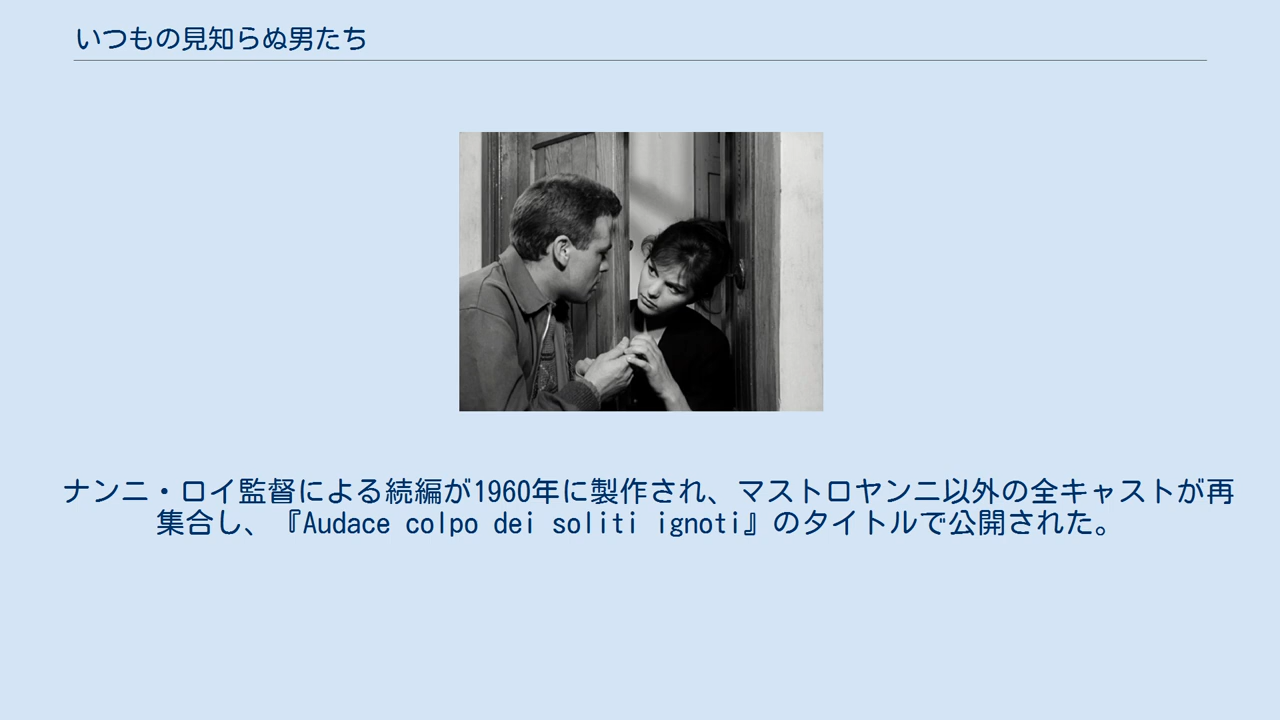 いつもの見知らぬ男たち
ナンニ・ロイ監督による続編が1960年に製作され、マストロヤンニ以外の全キャストが再
集合し、『Audace colpo dei soliti ignoti』のタイトルで公開された。